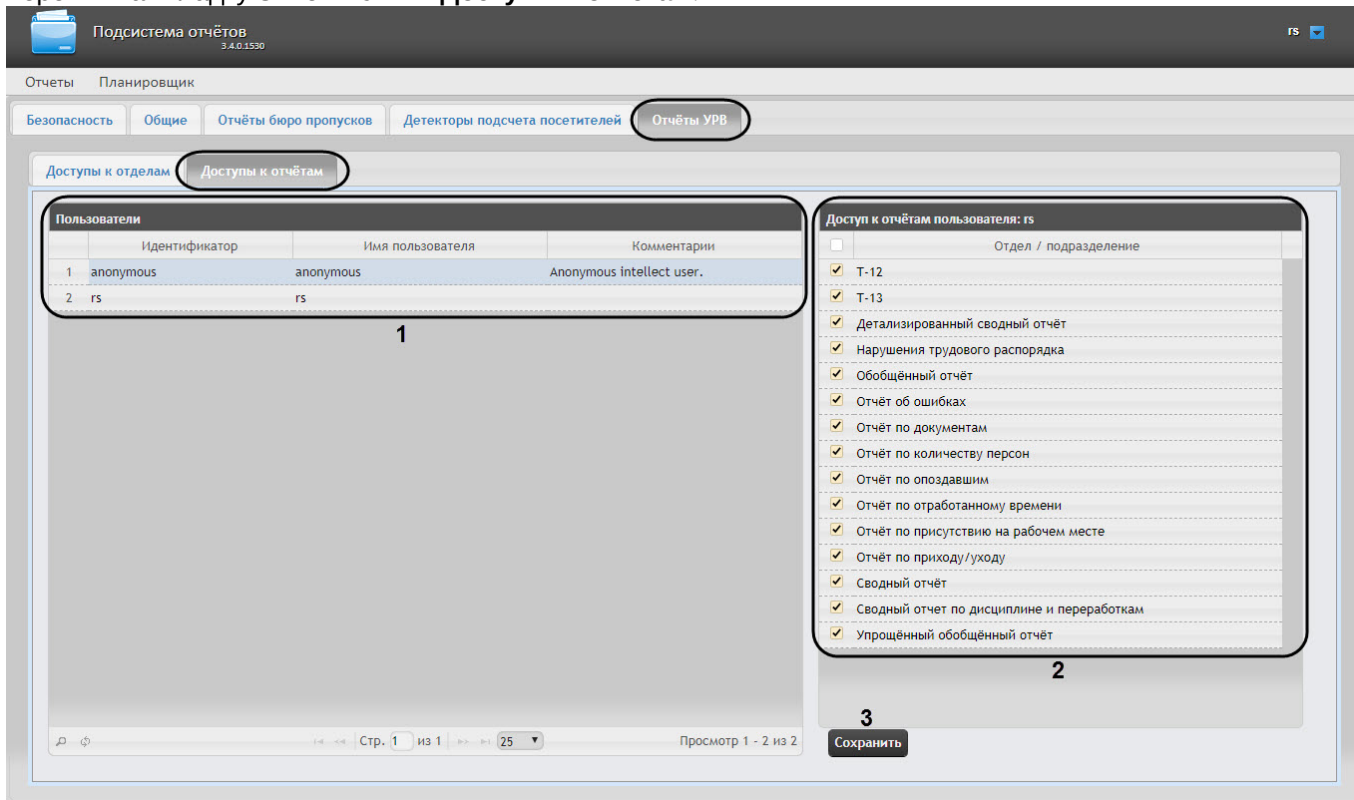 Подсистема отчётов
3.4.0.1530
rs
Отчеты Планировщик
Безопасность Общие Отчёты бюро пропусков Детекторы подсчета посетителей Отчёты УРВ
Доступы к отделам Доступы к отчётам
Пользователи
Идентификатор Имя пользователя Комментарии
1 anonymous anonymous Anonymous intellect user.
2 rs rs
1
Стр. 1 из 1 25 Просмотр 1 - 2 из 2
Доступ к отчётам пользователя: rs
Отдел / подразделение
Т-12
Т-13
Детализированный сводный отчёт
Нарушения трудового распорядка
Обобщённый отчёт
Отчёт об ошибках
Отчёт по документам
Отчёт по количеству персон
Отчёт по опоздавшим
Отчёт по отработанному времени
Отчёт по присутствию на рабочем месте
Отчёт по приходу/уходу
Сводный отчёт
Сводный отчет по дисциплине и переработкам
Упрощённый обобщённый отчёт
2
3
Сохранить